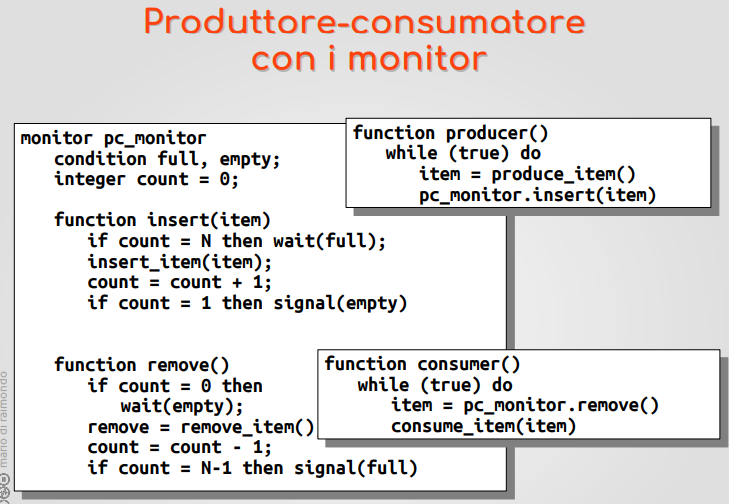 Produttore-consumatore
con i monitor
monitor pc_monitor
condition full, empty;
integer count = 0;
function insert(item)
if count = N then wait(full);
insert_item(item);
count = count + 1;
if count = 1 then signal(empty)
function remove()
if count = 0 then
wait(empty);
remove = remove_item()
count = count - 1;
if count = N-1 then signal(full)
function producer()
while (true) do
item = produce_item()
pc_monitor.insert(item)
function consumer()
while (true) do
item = pc_monitor.remove()
consume_item(item)
mario di raimondo